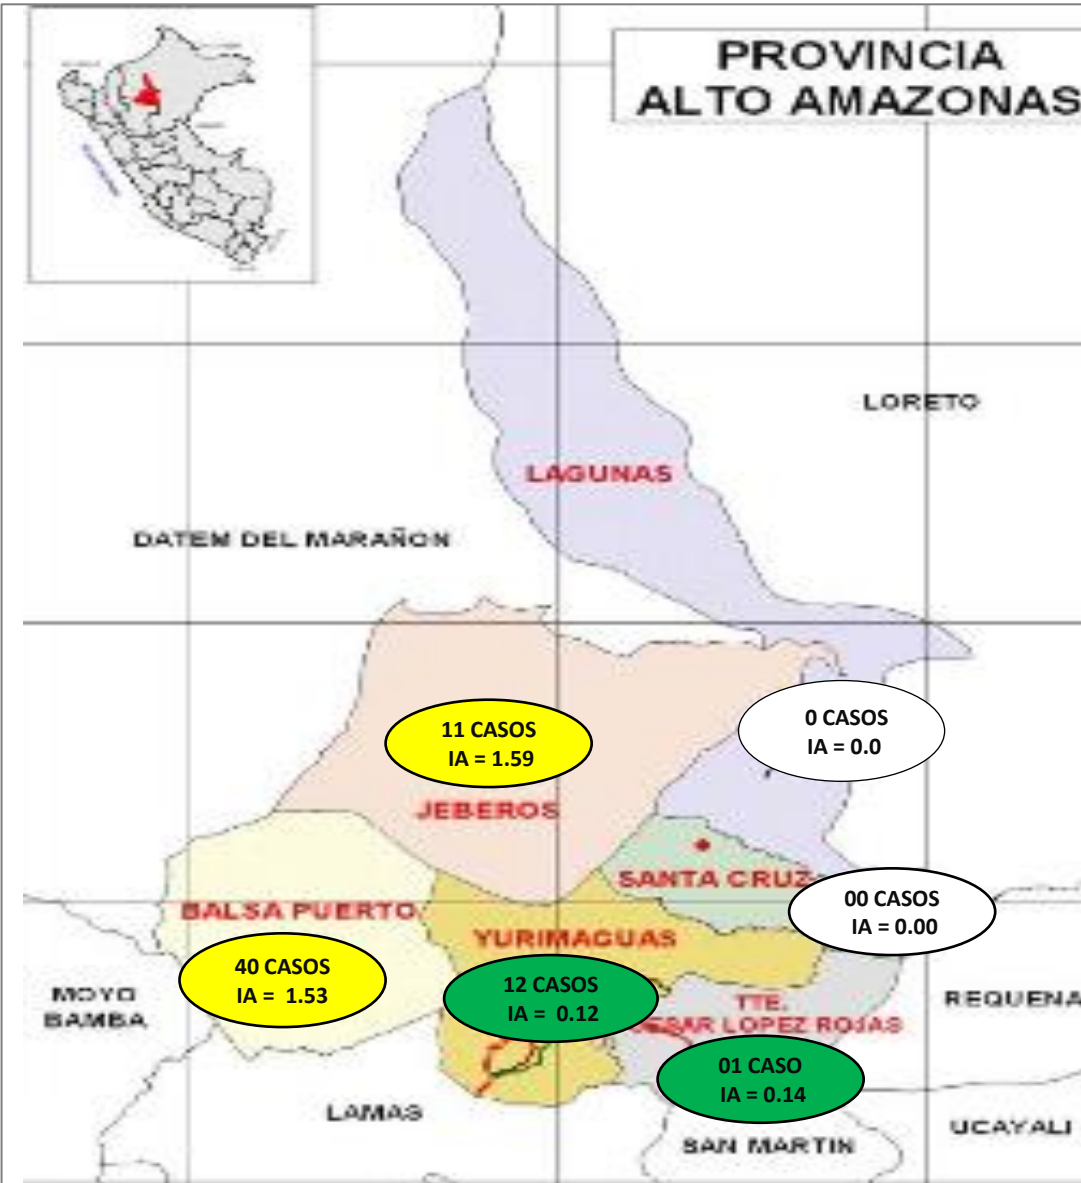 PROVINCIA
ALTO AMAZONAS
LORETO
LAGUNAS
DATEM DEL MARAÑON
11 CASOS
IA = 1.59
0 CASOS
IA = 0.0
JEBEROS
SANTA CRUZ
00 CASOS
IA = 0.00
BALSA PUERTO
YURIMAGUAS
40 CASOS
IA = 1.53
12 CASOS
IA = 0.12
MOYO
BAMBA
TTE.
ESAR LOPEZ ROJAS
REQUENA
01 CASO
IA = 0.14
LAMAS
SAN MARTIN
UCAYALI